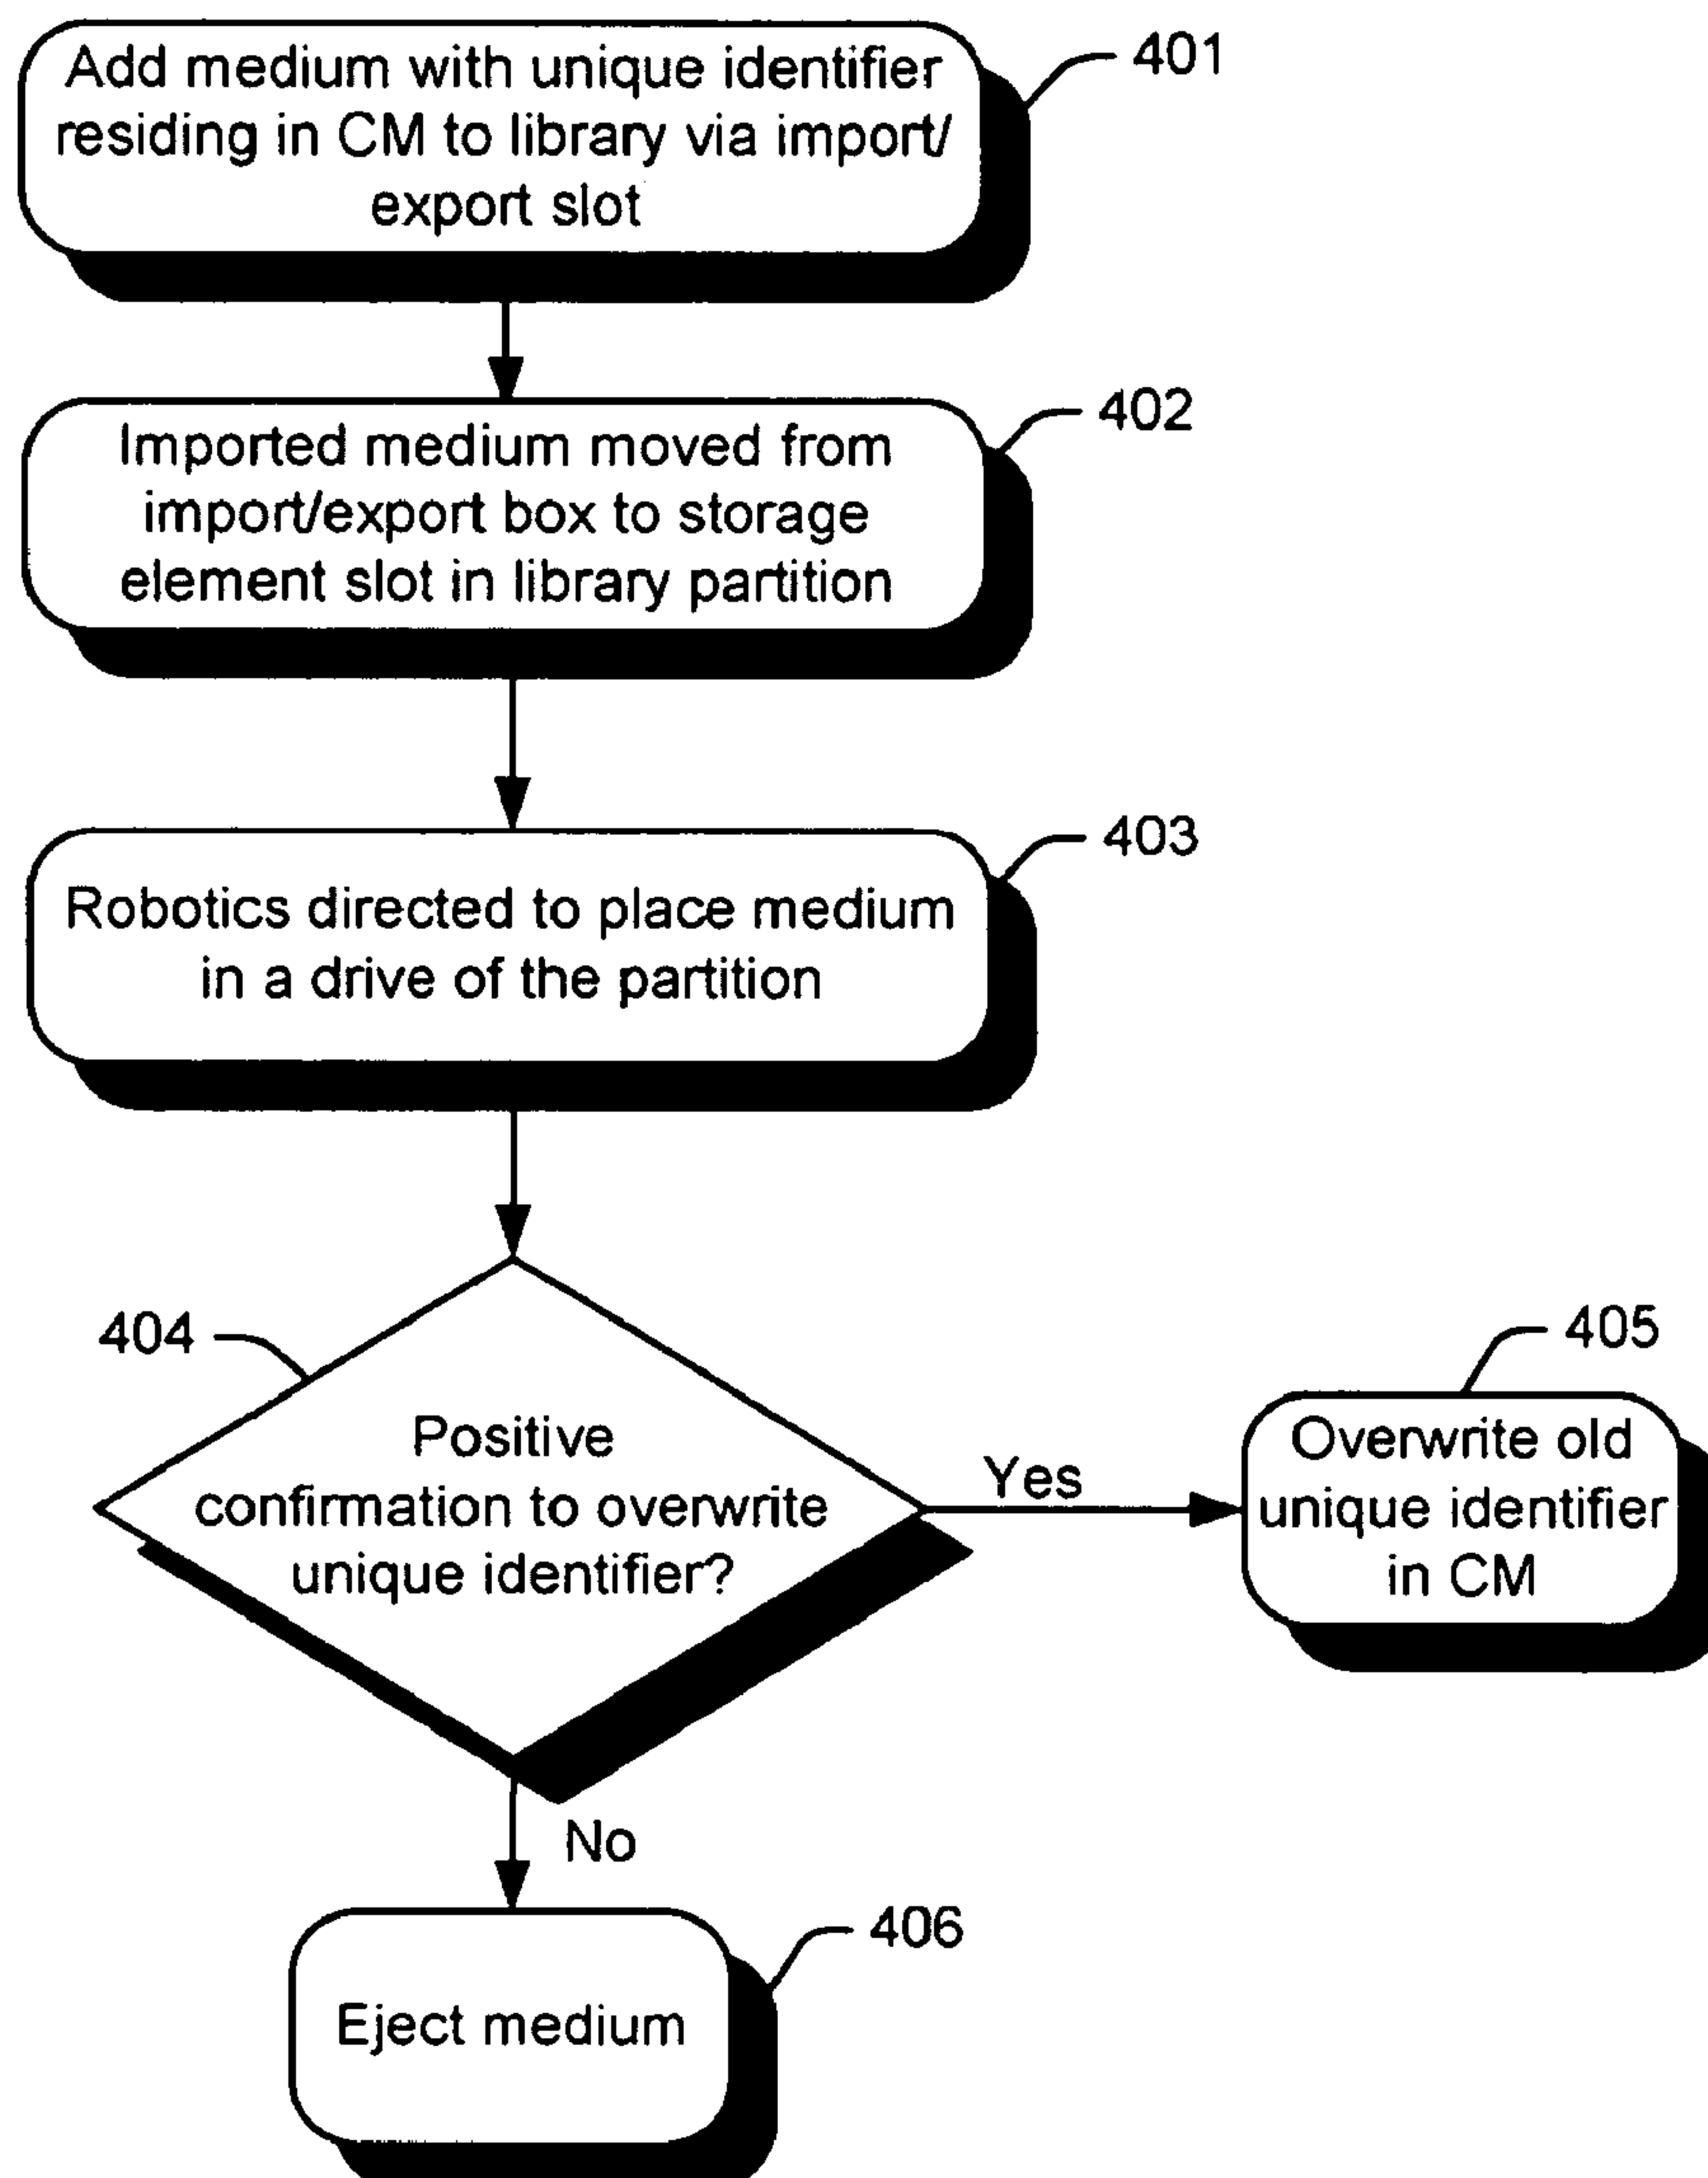 Add medium with unique identifier
residing in CM to library via import/
export slot
401
Imported medium moved from
import/export box to storage
element slot in library partition
402
Robotics directed to place medium
in a drive of the partition
403
404
Positive
confirmation to overwrite
unique identifier?
Yes
405
Overwrite old
unique identifier
in CM
No
406
Eject medium